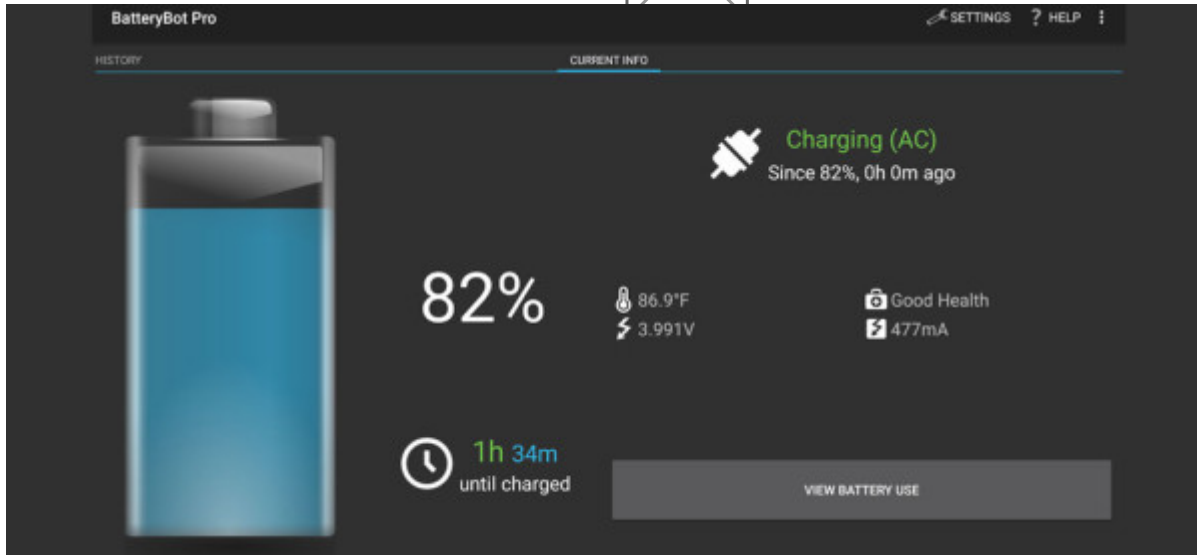 BatteryBot Pro
SETTINGS ? HELP
HISTORY
CURRENT INFO
Charging (AC)
Since 82%, 0h 0m ago
82%
86.9°F
Good Health
3.991V
477mA
1h 34m
until charged
VIEW BATTERY USE